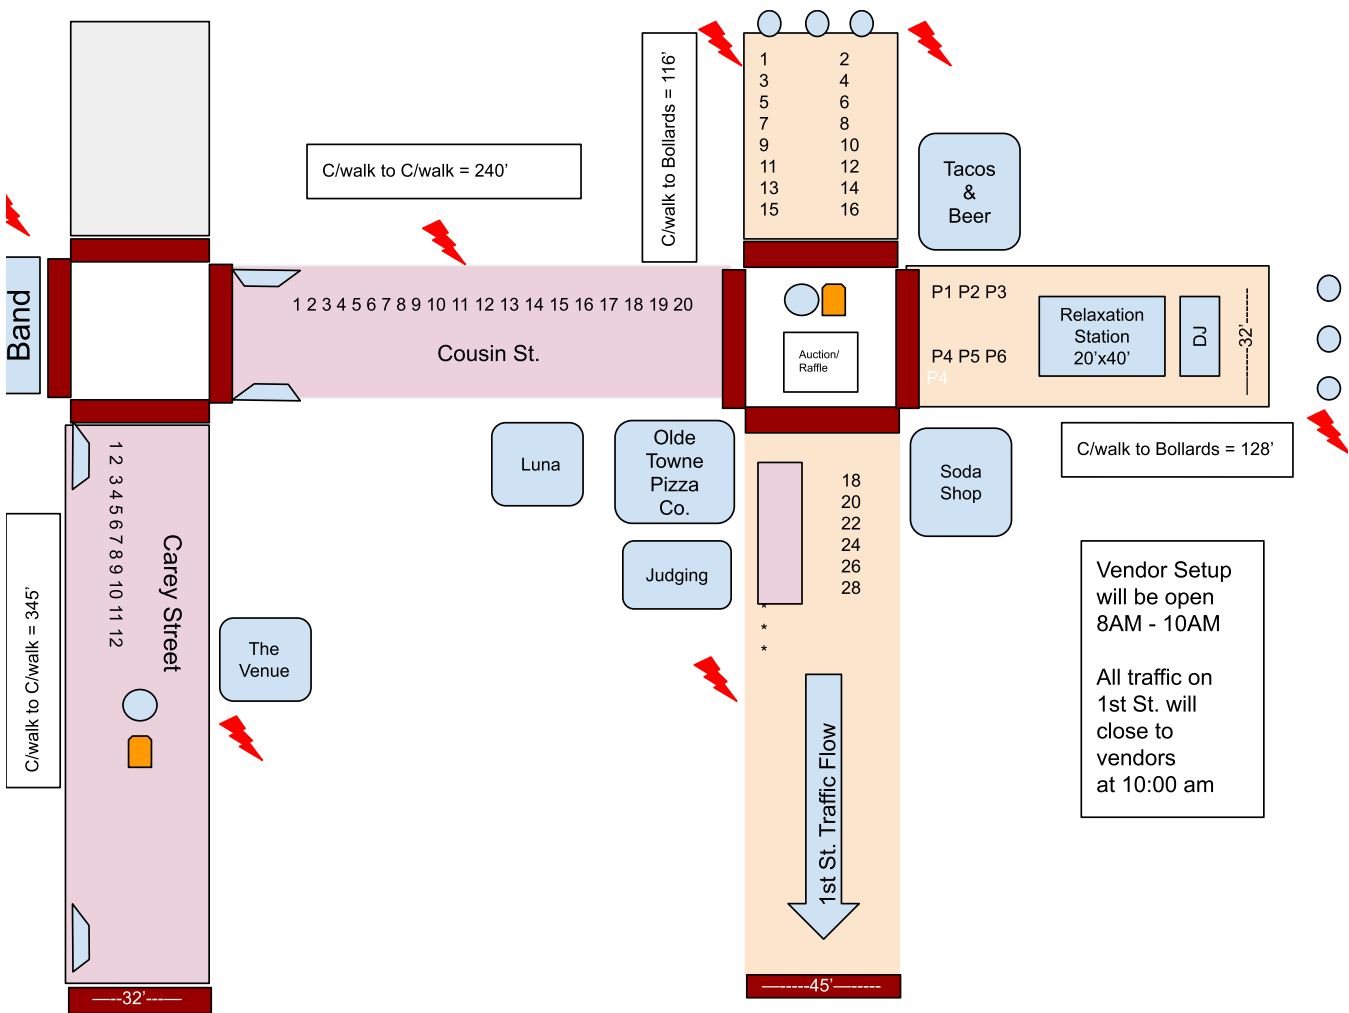 C/walk to C/walk = 240’
C/walk to Bollards = 116’
1 2
3 4
5 6
7 8
9 10
11 12
13 14
15 16
Tacos
&
Beer
Band
1 2 3 4 5 6 7 8 9 10 11 12 13 14 15 16 17 18 19 20
Cousin St.
Auction/
Raffle
P1 P2 P3
P4 P5 P6
P4
Relaxation
Station
20’x40’
DJ
—-----32’------
C/walk to Bollards = 128’
Luna
Olde
Towne
Pizza
Co.
Judging
Soda
Shop
18
20
22
24
26
28
*
*
*
1 2 3 4 5 6 7 8 9 10 11 12
Carey Street
C/walk to C/walk = 345’
The
Venue
1st St. Traffic Flow
Vendor Setup
will be open
8AM - 10AM
All traffic on
1st St. will
close to
vendors
at 10:00 am
—---32’---—
—-----45’—------